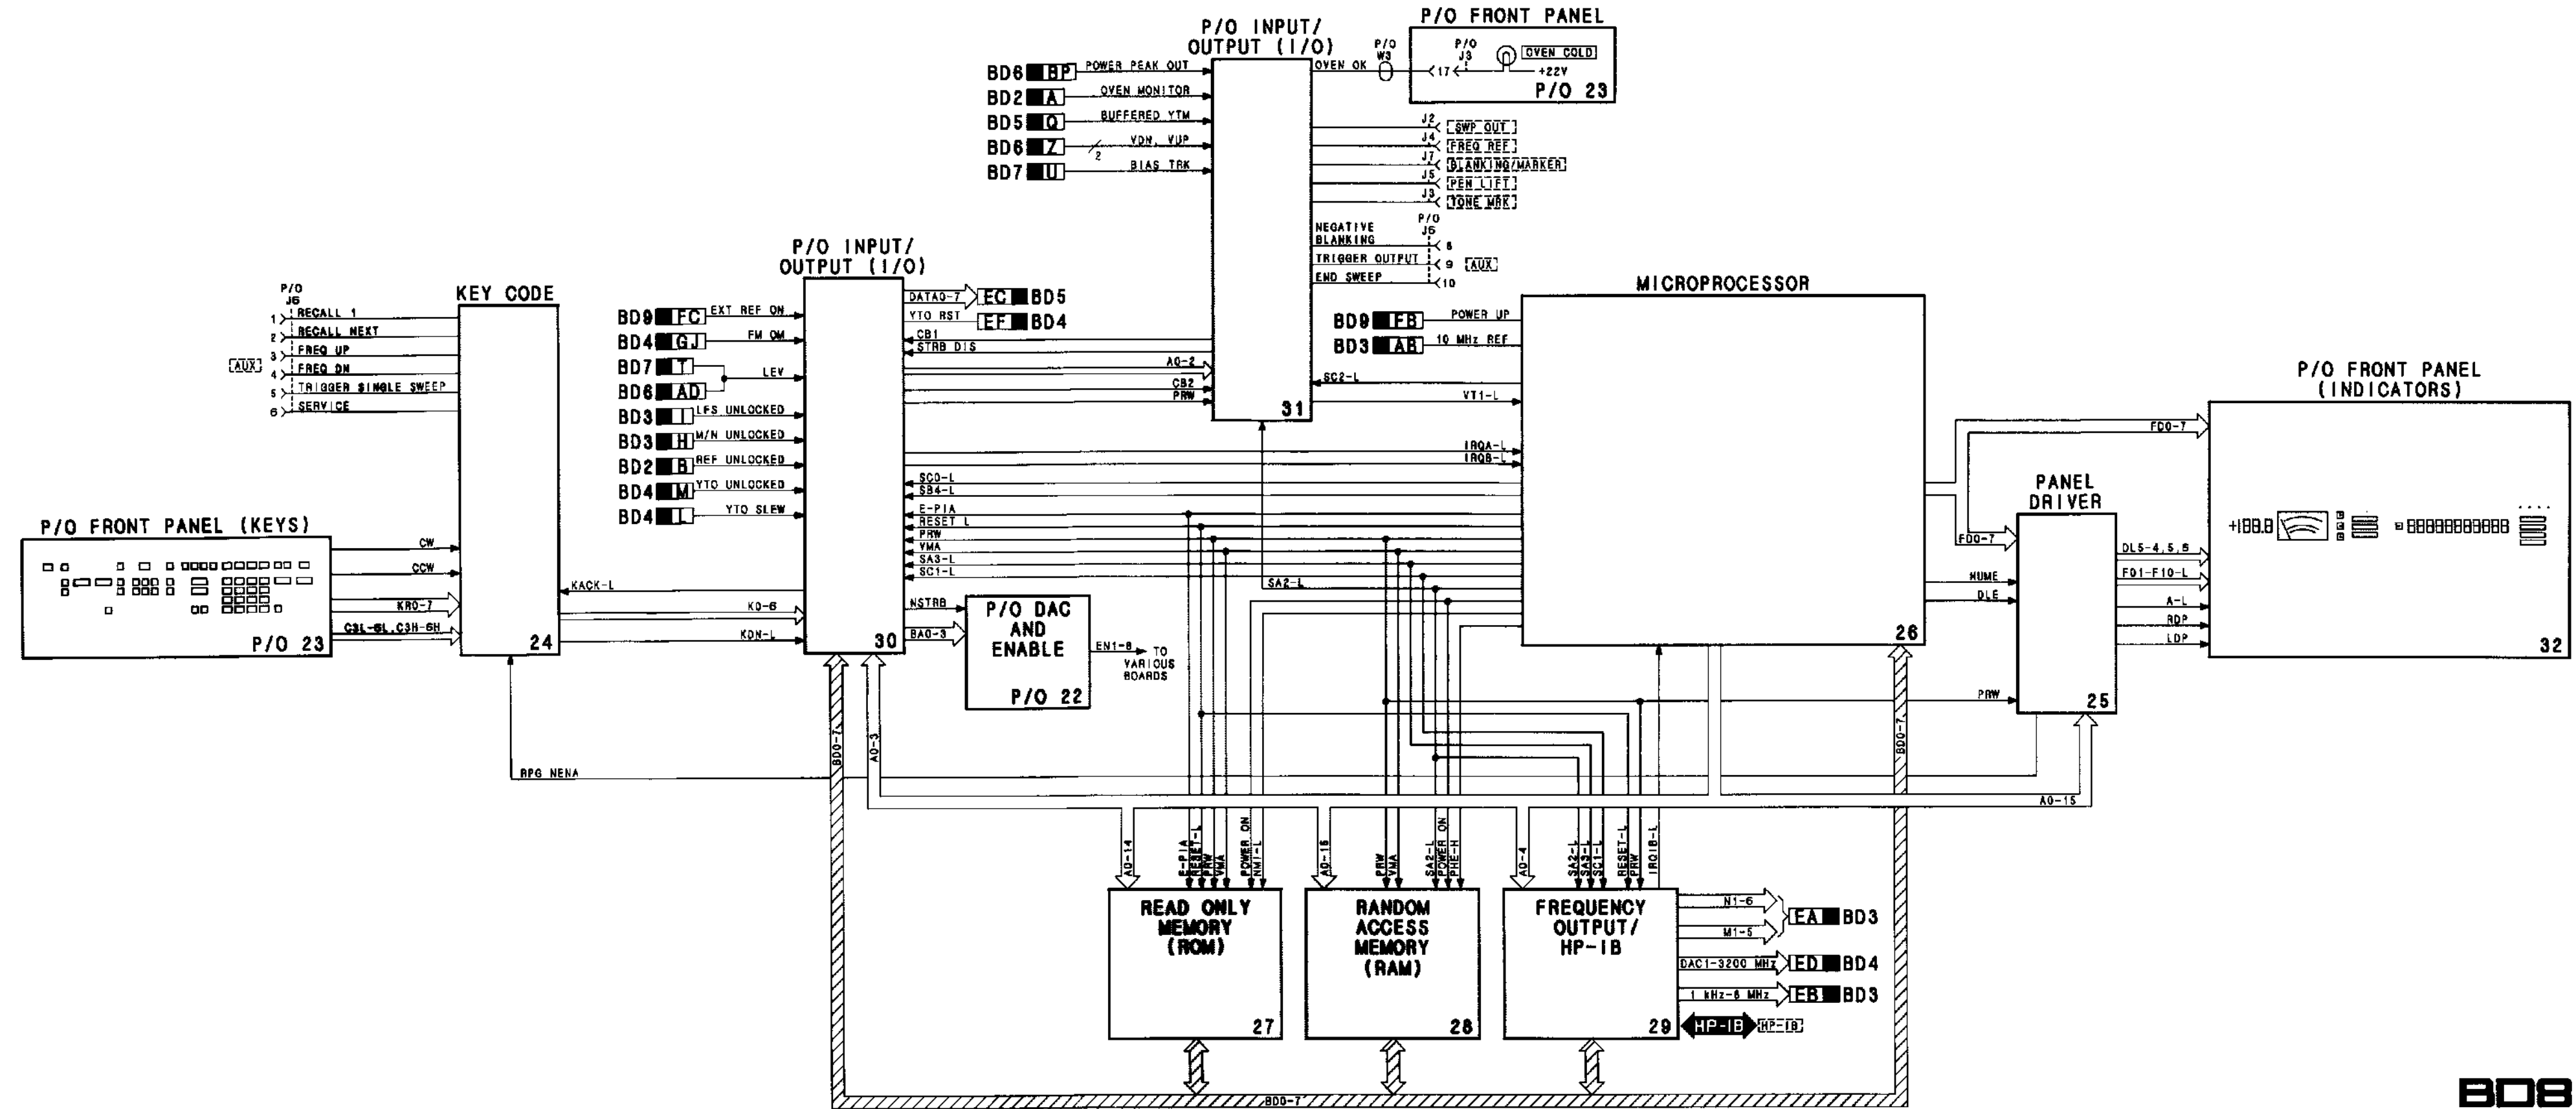 P/O FRONT PANEL
P/O INPUT/
OUTPUT (I/O)
BD6 BP POWER PEAK OUT
BD2 A OVEN MONITOR
BD5 Q BUFFERED YTM
BD6 Z VDN, VUP
2
BD7 U BIAS TRK
31
OVEN OK
P/O
W3
17
P/O
J3
OVEN COLD
+22V
P/O 23
J2
SWP OUT
J4
FREQ REF
J7
BLANKING/MARKER
J5
PEN LIFT
J3
TONE MRK
P/O
J6
NEGATIVE
BLANKING
8
TRIGGER OUTPUT
9
AUX
END SWEEP
10
P/O INPUT/
OUTPUT (I/O)
BD9 FC EXT REF ON
BD4 GJ FM OM
BD7 T
LEV
BD6 AD
BD3 I LFS UNLOCKED
BD3 H M/N UNLOCKED
BD2 B REF UNLOCKED
BD4 M YTO UNLOCKED
BD4 L YTO SLEW
30
DATA0-7
EC BD5
YTO RST
EF BD4
CB1
STRB DIS
A0-2
CB2
PRW
KEY CODE
P/O
J6
1 RECALL 1
2 RECALL NEXT
3 FREQ UP
AUX
4 FREQ DN
5 TRIGGER SINGLE SWEEP
6 SERVICE
24
P/O FRONT PANEL (KEYS)
P/O 23
CW
CCW
KR0-7
C3L-6L,C3H-6H
KACK-L
K0-6
KDN-L
NSTRB
BA0-3
P/O DAC
AND
ENABLE
P/O 22
EN1-8
TO
VARIOUS
BOARDS
MICROPROCESSOR
BD9 FB POWER UP
BD3 AB 10 MHz REF
SC2-L
VT1-L
IRQA-L
IRQB-L
SC0-L
SB4-L
E-PIA
RESET L
PRW
VMA
SA3-L
SC1-L
SA2-L
26
P/O FRONT PANEL
(INDICATORS)
FD0-7
+188.8
88888888888
32
PANEL
DRIVER
FD0-7
NUME
DLE
PRW
25
DL5-4,5,6
FD1-F10-L
A-L
RDP
LDP
RPG NENA
BD0-7
A0-3
BD0-7
A0-15
A0-14
E-PIA
RESET-L
PRW
VMA
POWER ON
NMI-L
A0-15
PRW
VMA
SA2-L
POWER ON
PHE-H
A0-4
SA2-L
SA3-L
SC1-L
RESET-L
PRW
IRQIB-L
READ ONLY
MEMORY
(ROM)
27
RANDOM
ACCESS
MEMORY
(RAM)
28
FREQUENCY
OUTPUT/
HP-IB
29
N1-6
EA BD3
M1-5
DAC1-3200 MHz
ED BD4
1 kHz-8 MHz
EB BD3
HP-IB HP-IB
BD0-7
BD8